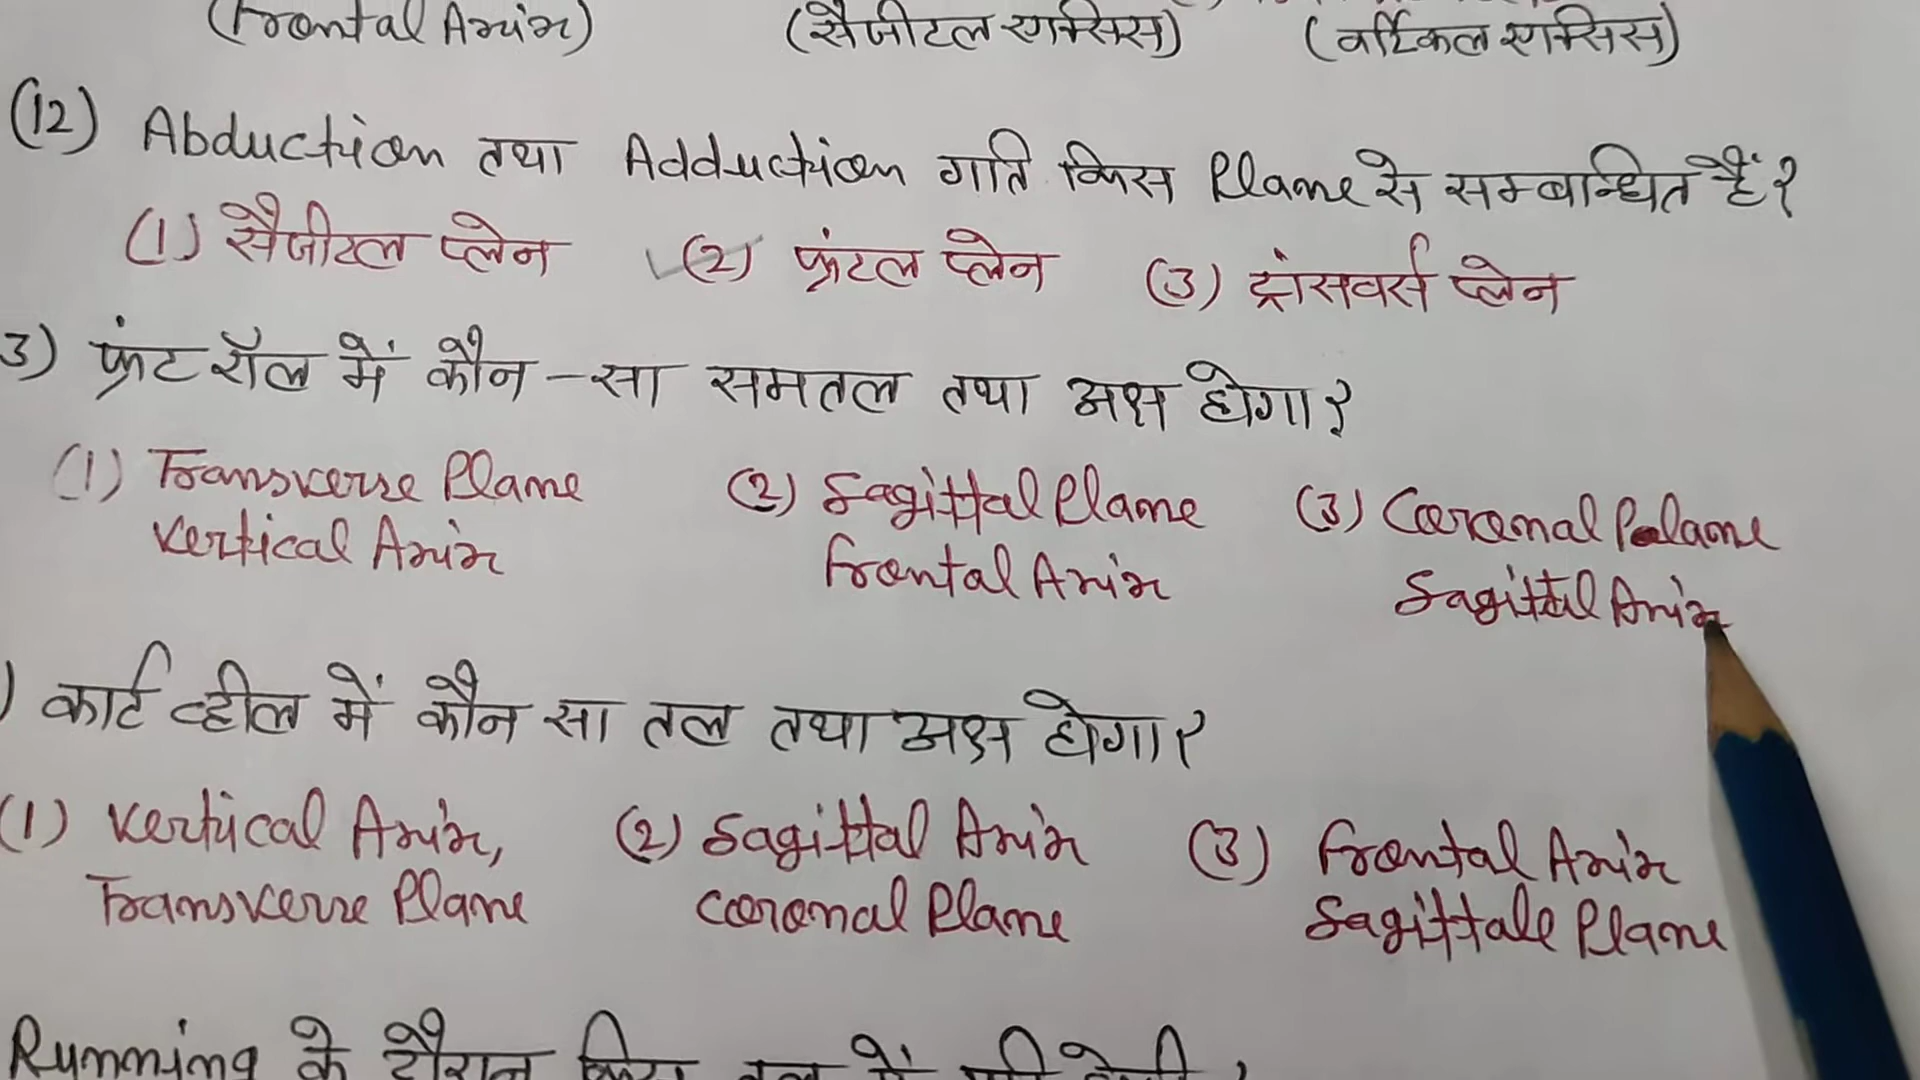 (Frontal Axis) (सैजीटल एक्सिस) (वर्टिकल एक्सिस)
(12) Abduction तथा Adduction गति किस Plane से सम्बन्धित हैं?
(1) सैजीटल प्लेन (2) फ्रंटल प्लेन (3) ट्रांसवर्स प्लेन
3) फ्रंट रॉल में कौन-सा समतल तथा अक्ष होगा?
(1) Transverse Plane (2) Sagittal Plane (3) Coronal Palane
Vertical Axis Frontal Axis Sagittal Axis
) कार्ट व्हील में कौन सा तल तथा अक्ष होगा?
(1) Vertical Axis, (2) Sagittal Axis (3) Frontal Axis
Transverse Plane Coronal Plane Sagittale Plane
Running के दौरान किस तल में